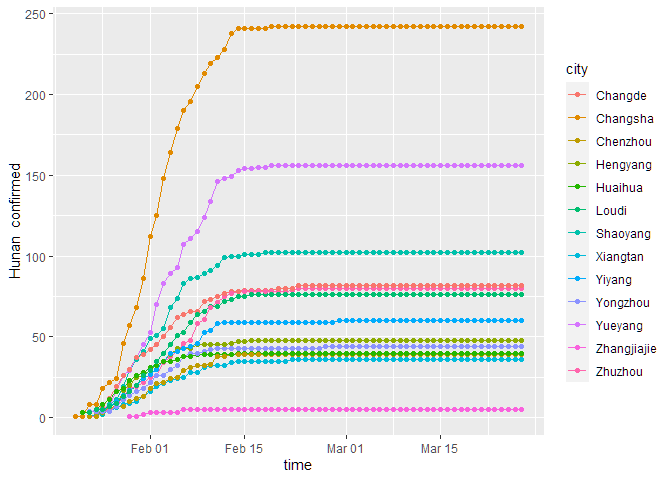 250
200
150
100
50
0
Hunan confirmed
Feb 01
Feb 15
Mar 01
Mar 15
time
city
Changde
Changsha
Chenzhou
Hengyang
Huaihua
Loudi
Shaoyang
Xiangtan
Yiyang
Yongzhou
Yueyang
Zhangjiajie
Zhuzhou